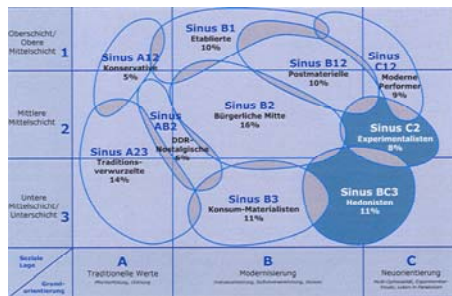 Oberschicht/
Obere
Mittelschicht 1
Mittlere
Mittelschicht 2
Untere
Mittelschicht/
Unterschicht 3
Sinus B1
Etablierte
10%
Sinus A12
Konservative
5%
Sinus B12
Postmaterielle
10%
Sinus
C12
Moderne
Performer
9%
Sinus
AB2
DDR-
Nostalgische
6%
Sinus B2
Bürgerliche Mitte
16%
Sinus C2
Experimentalisten
8%
Sinus A23
Traditions-
verwurzelte
14%
Sinus B3
Konsum-Materialisten
11%
Sinus BC3
Hedonisten
11%
Soziale
Lage
Grund-
orientierung
A
Traditionelle Werte
Pflichterfüllung, Ordnung
B
Modernisierung
C
Neuorientierung